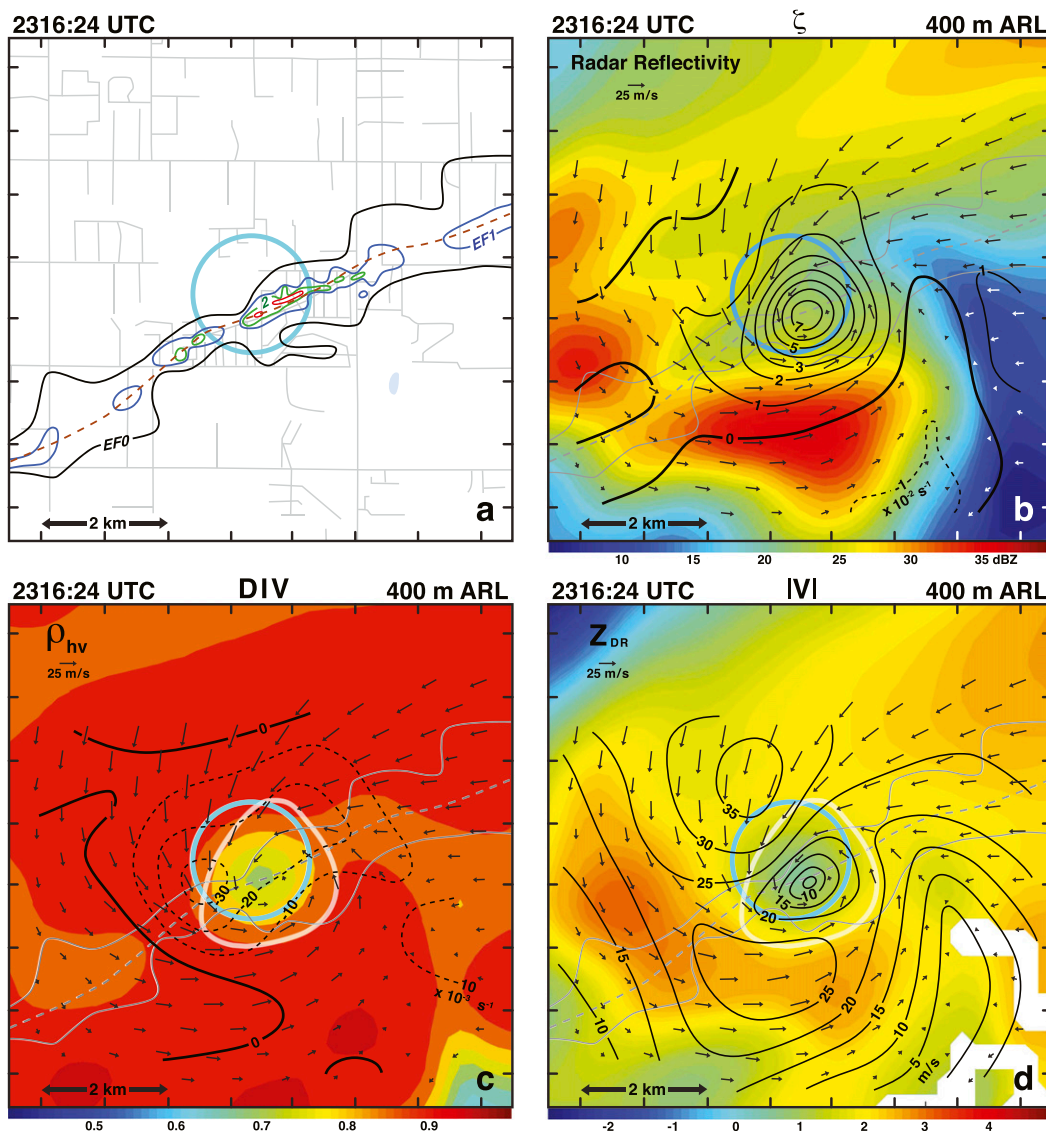 2316:24 UTC
EF1
2
EF0
2 km
a
2316:24 UTC ζ 400 m ARL
Radar Reflectivity
25 m/s
1
7
5
3
2
1
0
-1
x 10⁻² s⁻¹
2 km
b
10 15 20 25 30 35 dBZ
2316:24 UTC DIV 400 m ARL
ρhv
25 m/s
0
-30
-20
-10
10
x 10⁻³ s⁻¹
0
2 km
c
0.5 0.6 0.7 0.8 0.9
2316:24 UTC IVI 400 m ARL
ZDR
25 m/s
35
30
25
10
15
20
15
25
20
15
10
10
5
m/s
2 km
d
-2 -1 0 1 2 3 4